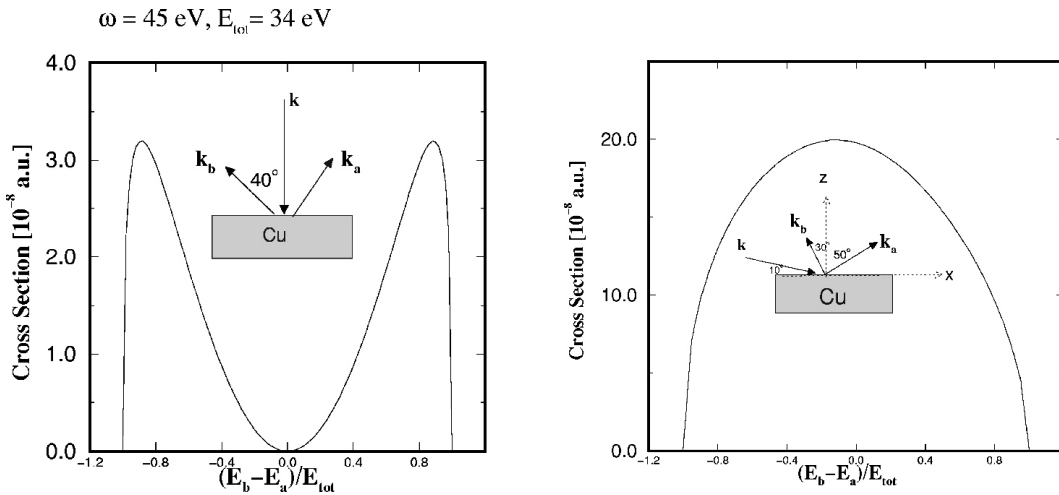 ω = 45 eV, E_tot = 34 eV
4.0
3.0
2.0
1.0
0.0
Cross Section [10⁻⁸ a.u.]
k
k_b
40°
k_a
Cu
−1.2 −0.8 −0.4 0.0 0.4 0.8
(E_b−E_a)/E_tot
20.0
10.0
0.0
Cross Section [10⁻⁸ a.u.]
z
k_b
k_a
k
30°
50°
10°
x
Cu
−1.2 −0.8 −0.4 0.0 0.4 0.8
(E_b−E_a)/E_tot